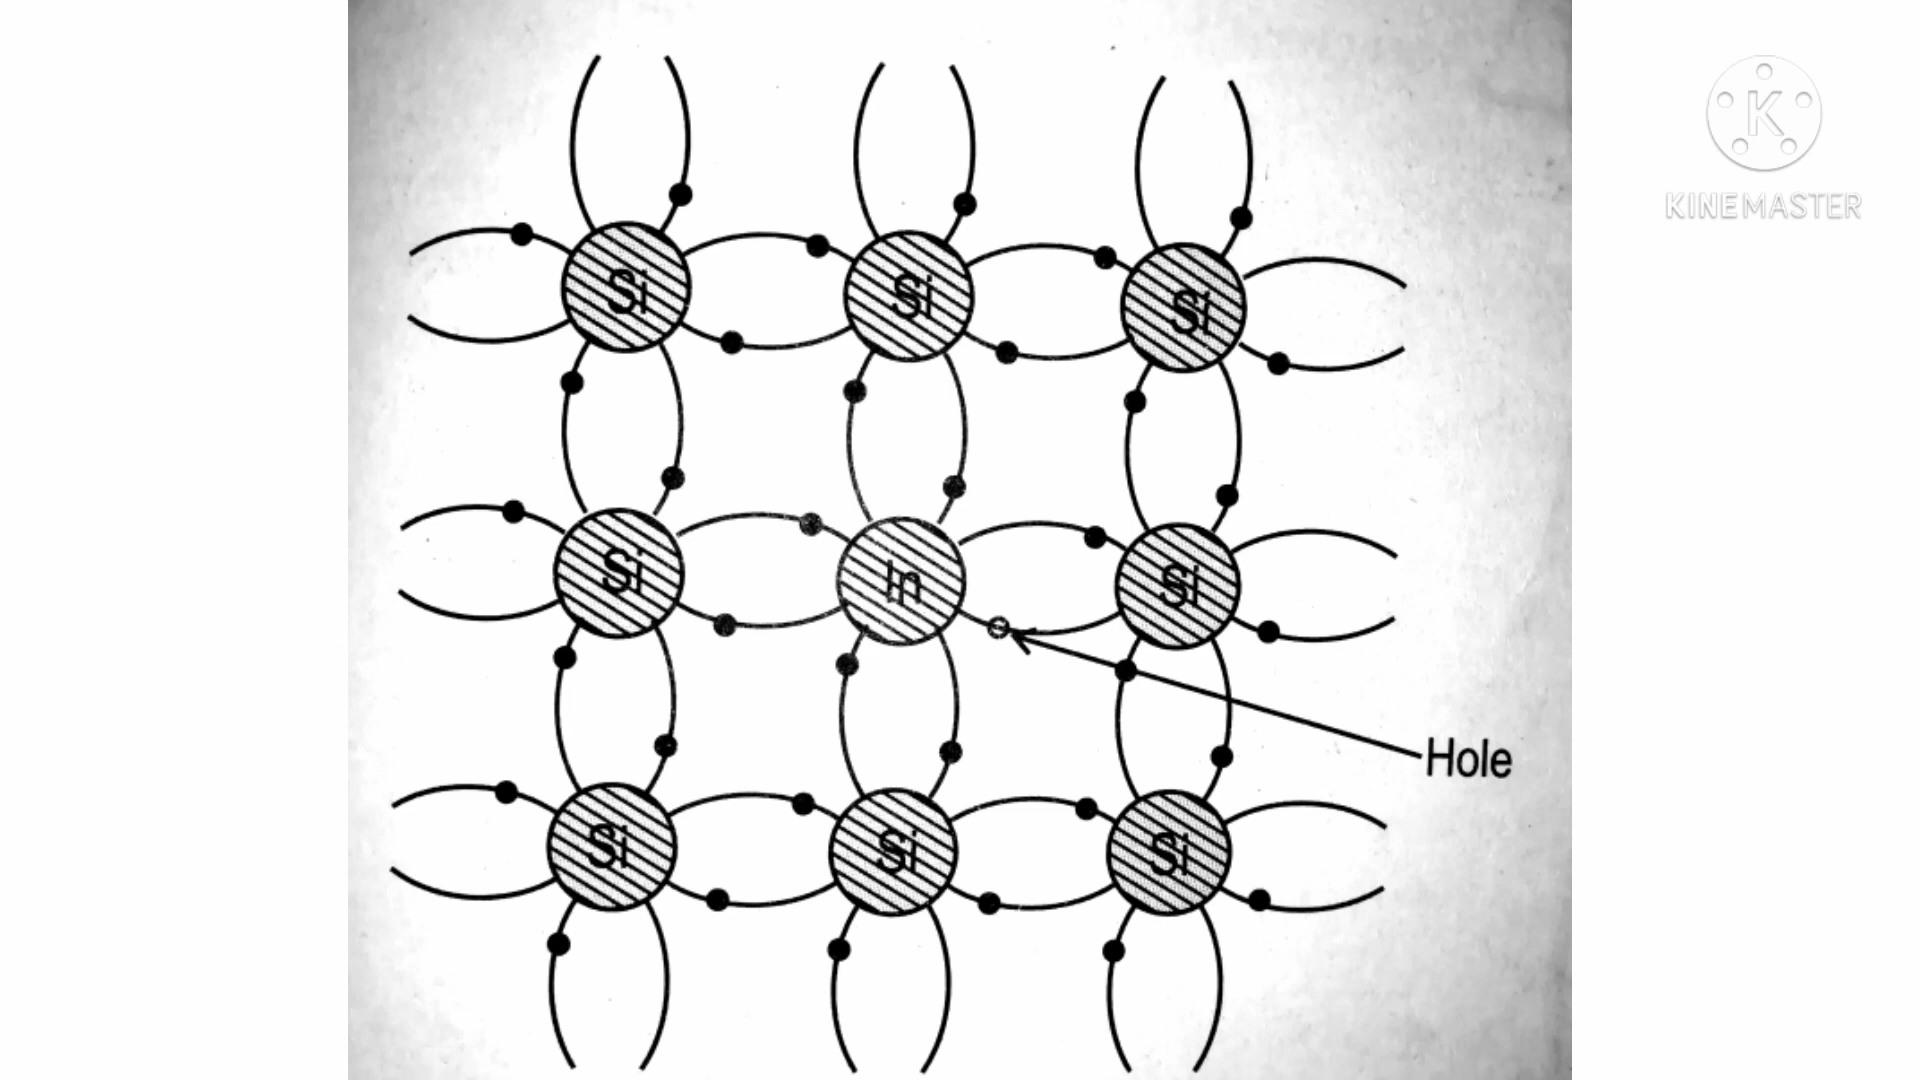 K
KINEMASTER
Si Si Si
Si In Si
Hole
Si Si Si